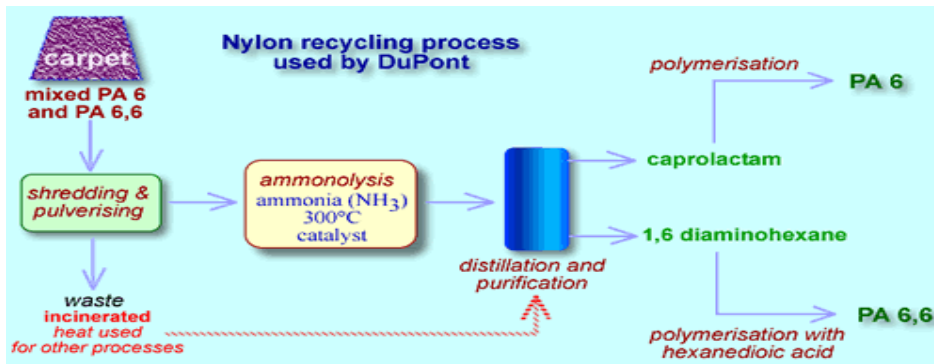 carpet
mixed PA 6
and PA 6,6
Nylon recycling process
used by DuPont
shredding &
pulverising
ammonolysis
ammonia (NH3)
300°C
catalyst
waste
incinerated
heat used
for other processes
distillation and
purification
polymerisation
PA 6
caprolactam
1,6 diaminohexane
PA 6,6
polymerisation with
hexanedioic acid